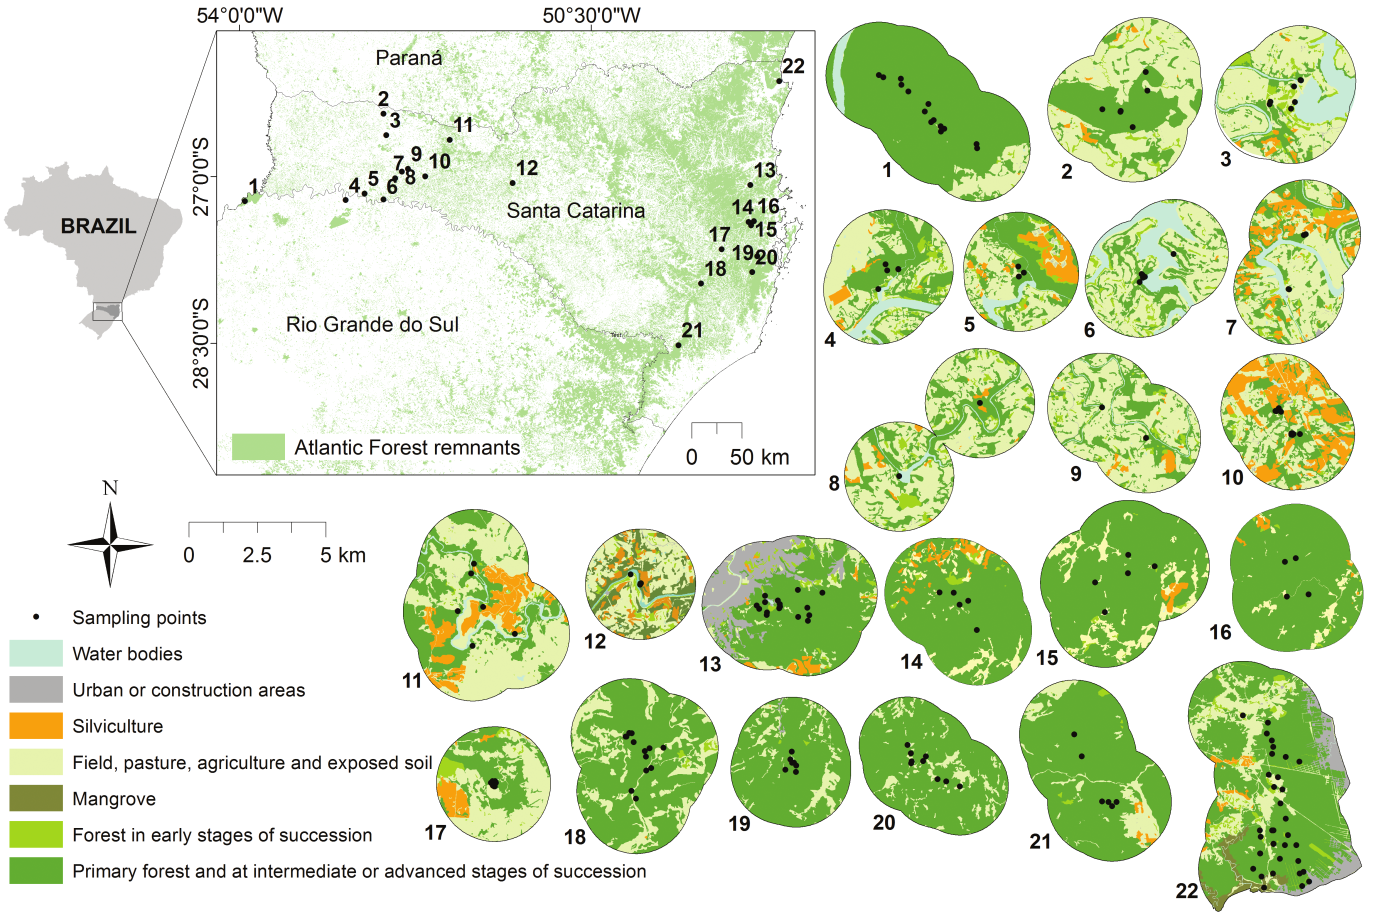 54°0'0"W
50°30'0"W
27°0'0"S
28°30'0"S
BRAZIL
Paraná
Santa Catarina
Rio Grande do Sul
1
2
3
4
5
6
7
8
9
10
11
12
13
14
16
15
17
18
19
20
21
22
Atlantic Forest remnants
0 50 km
N
0 2.5 5 km
Sampling points
Water bodies
Urban or construction areas
Silviculture
Field, pasture, agriculture and exposed soil
Mangrove
Forest in early stages of succession
Primary forest and at intermediate or advanced stages of succession
1
2
3
4
5
6
7
8
9
10
11
12
13
14
15
16
17
18
19
20
21
22